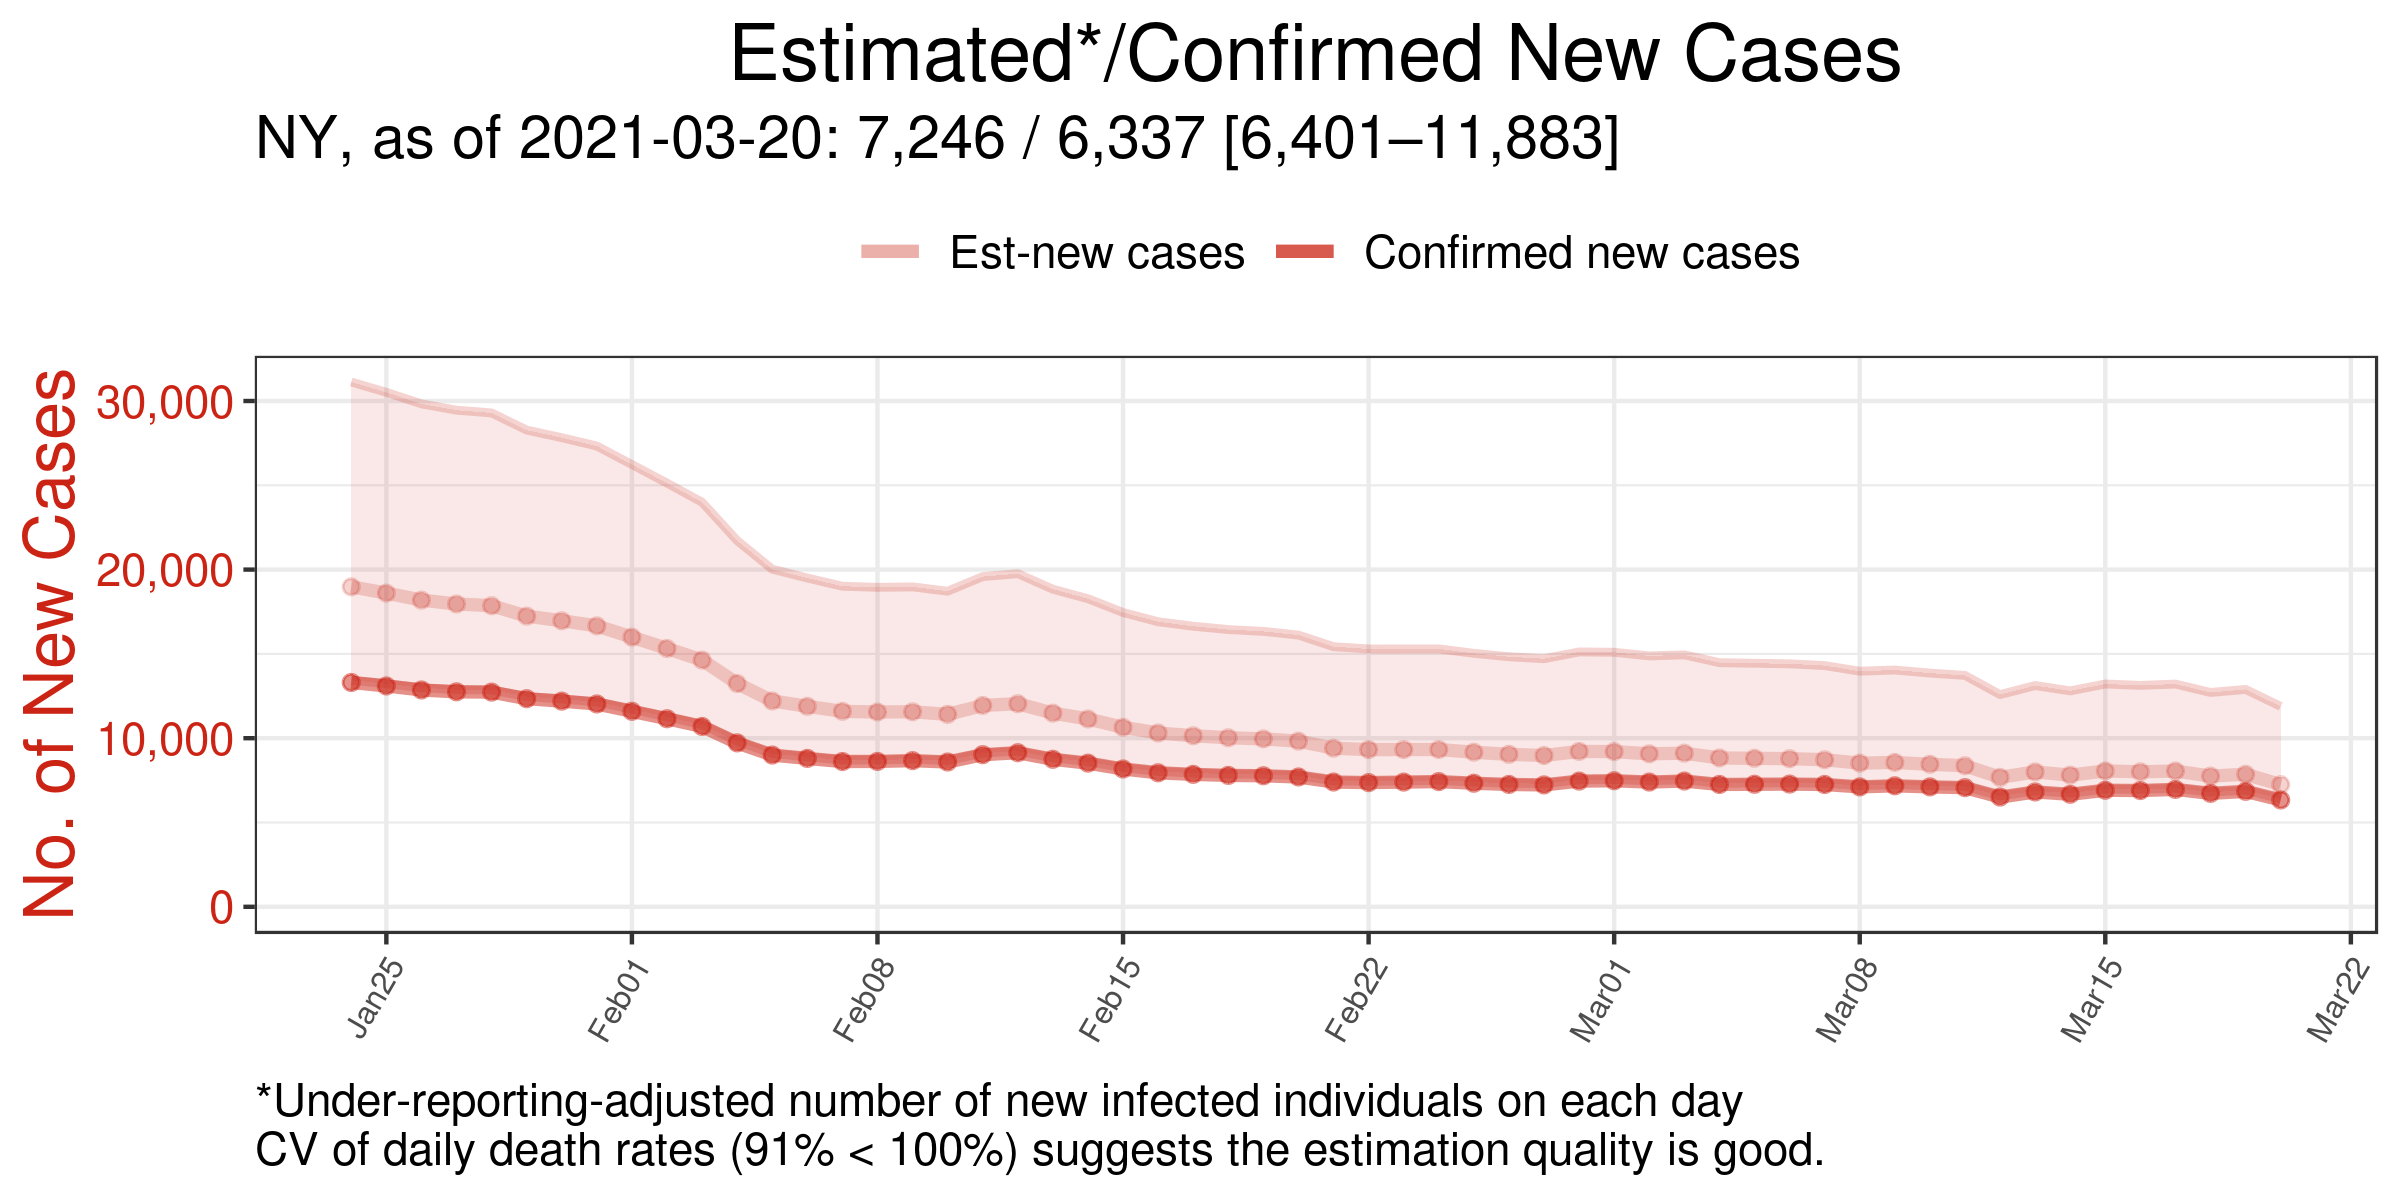 Estimated*/Confirmed New Cases
NY, as of 2021-03-20: 7,246 / 6,337 [6,401–11,883]
Est-new cases
Confirmed new cases
No. of New Cases
30,000
20,000
10,000
0
Jan25
Feb01
Feb08
Feb15
Feb22
Mar01
Mar08
Mar15
Mar22
*Under-reporting-adjusted number of new infected individuals on each day
CV of daily death rates (91% < 100%) suggests the estimation quality is good.